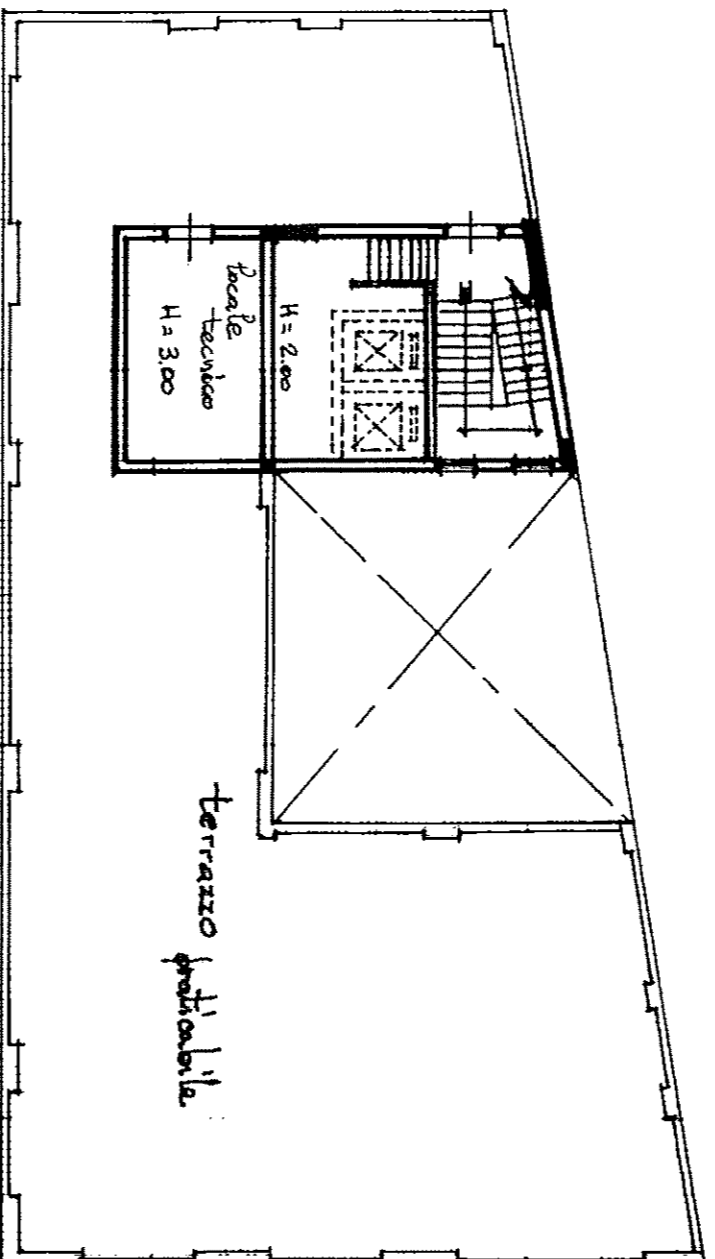 locale
tecnico
H = 3.00
H = 2.00
terrazzo
praticabile